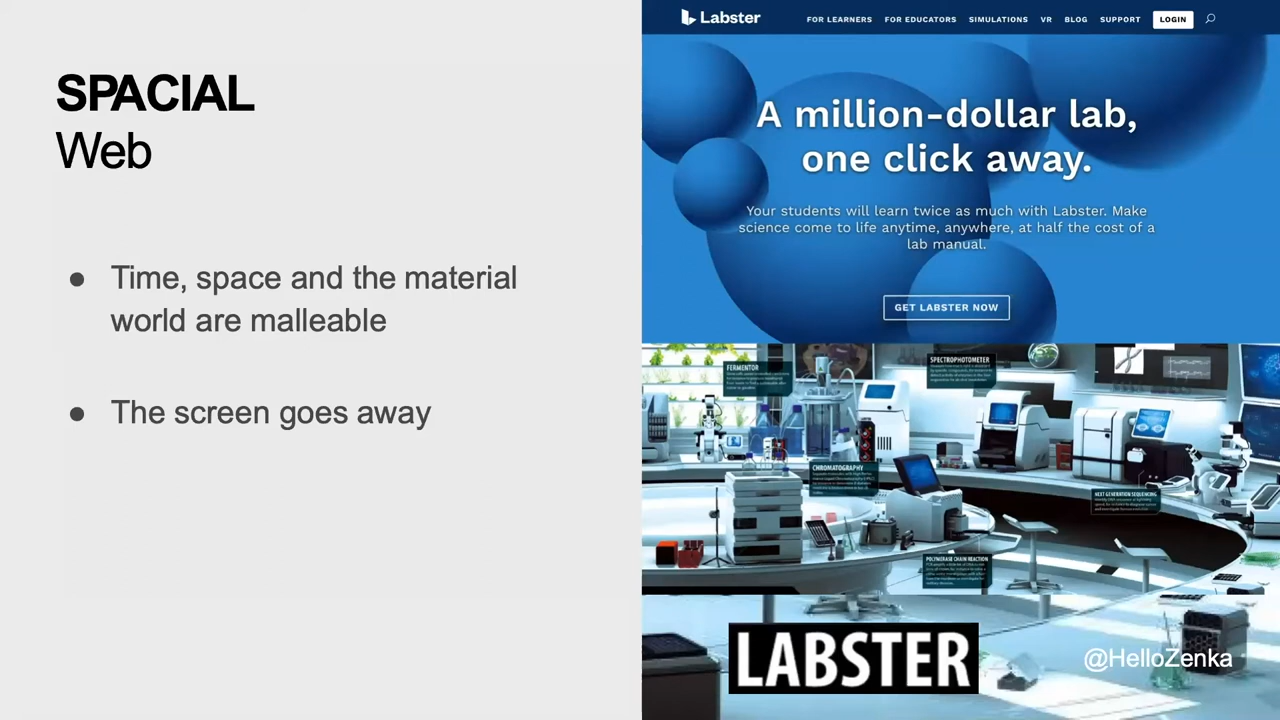 SPACIAL
Web
● Time, space and the material
world are malleable
● The screen goes away
Labster
FOR LEARNERS FOR EDUCATORS SIMULATIONS VR BLOG SUPPORT LOGIN
A million-dollar lab,
one click away.
Your students will learn twice as much with Labster. Make
science come to life anytime, anywhere, at half the cost of a
lab manual.
GET LABSTER NOW
FERMENTOR
SPECTROPHOTOMETER
CHROMATOGRAPHY
NEXT GENERATION SEQUENCING
POLYMERASE CHAIN REACTION
LABSTER
@HelloZenka